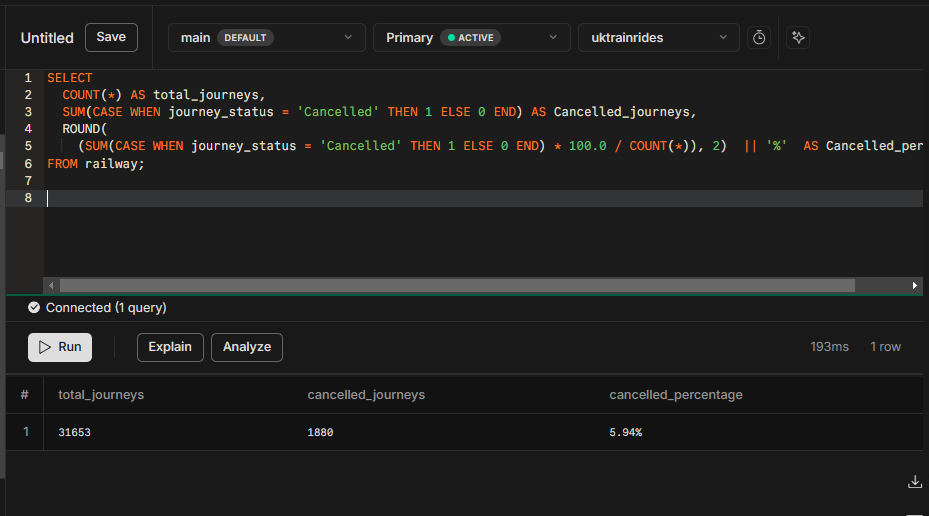 Untitled Save main DEFAULT Primary ACTIVE uktrainrides
1 SELECT
2 COUNT(*) AS total_journeys,
3 SUM(CASE WHEN journey_status = 'Cancelled' THEN 1 ELSE 0 END) AS Cancelled_journeys,
4 ROUND(
5 (SUM(CASE WHEN journey_status = 'Cancelled' THEN 1 ELSE 0 END) * 100.0 / COUNT(*)), 2) || '%' AS Cancelled_per
6 FROM railway;
7
8
Connected (1 query)
Run Explain Analyze 193ms 1 row
# total_journeys cancelled_journeys cancelled_percentage
1 31653 1880 5.94%